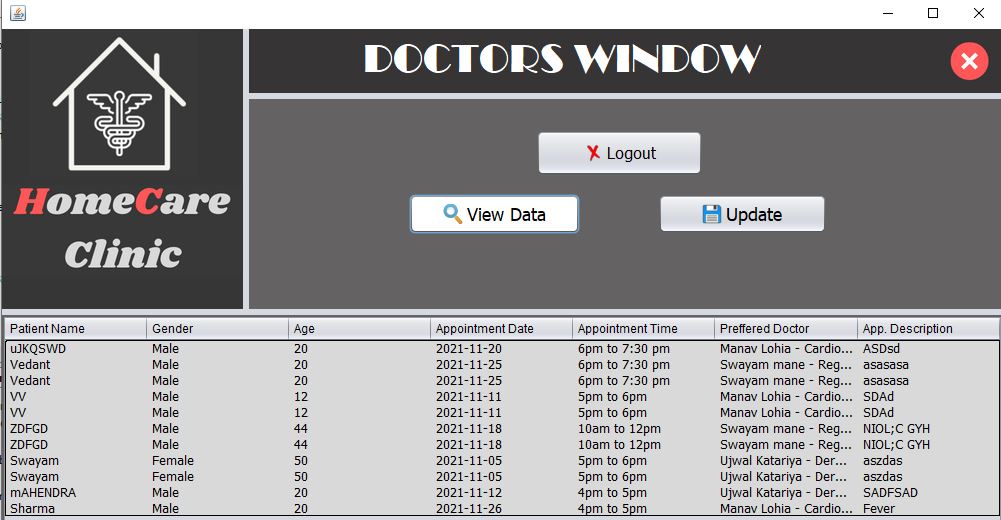 DOCTORS WINDOW
HomeCare
Clinic
Logout
View Data
Update
Patient Name Gender Age Appointment Date Appointment Time Preffered Doctor App. Description
uJKQSWD Male 20 2021-11-20 6pm to 7:30 pm Manav Lohia - Cardio... ASDsd
Vedant Male 20 2021-11-25 6pm to 7:30 pm Swayam mane - Reg... asasasa
Vedant Male 20 2021-11-25 6pm to 7:30 pm Swayam mane - Reg... asasasa
VV Male 12 2021-11-11 5pm to 6pm Manav Lohia - Cardio... SDAd
VV Male 12 2021-11-11 5pm to 6pm Manav Lohia - Cardio... SDAd
ZDFGD Male 44 2021-11-18 10am to 12pm Swayam mane - Reg... NIOL;C GYH
ZDFGD Male 44 2021-11-18 10am to 12pm Swayam mane - Reg... NIOL;C GYH
Swayam Female 50 2021-11-05 5pm to 6pm Ujwal Katariya - Der... aszdas
Swayam Female 50 2021-11-05 5pm to 6pm Ujwal Katariya - Der... aszdas
mAHENDRA Male 20 2021-11-12 4pm to 5pm Ujwal Katariya - Der... SADFSAD
Sharma Male 20 2021-11-26 4pm to 5pm Manav Lohia - Cardio... Fever